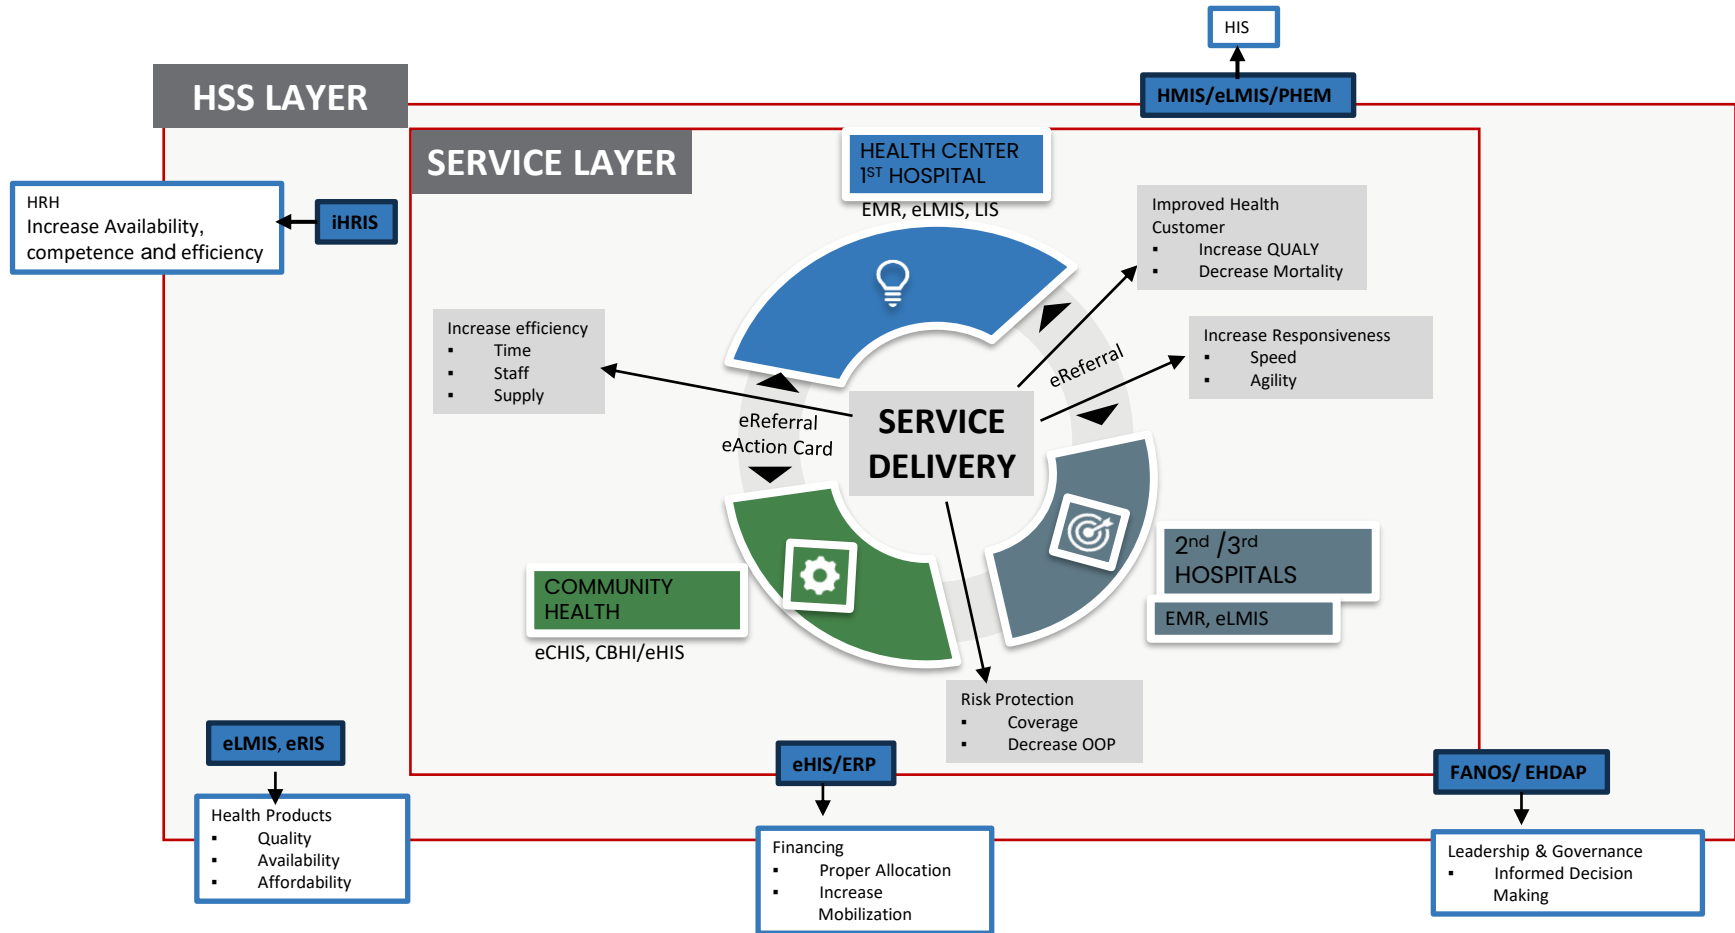 HIS
HMIS/eLMIS/PHEM
HSS LAYER
SERVICE LAYER
HEALTH CENTER
1ST HOSPITAL
EMR, eLMIS, LIS
HRH
Increase Availability,
competence and efficiency
iHRIS
Improved Health
Customer
▪ Increase QUALY
▪ Decrease Mortality
Increase efficiency
▪ Time
▪ Staff
▪ Supply
Increase Responsiveness
▪ Speed
▪ Agility
eReferral
eReferral
eAction Card
SERVICE
DELIVERY
2nd /3rd
HOSPITALS
EMR, eLMIS
COMMUNITY
HEALTH
eCHIS, CBHI/eHIS
Risk Protection
▪ Coverage
▪ Decrease OOP
eLMIS, eRIS
Health Products
▪ Quality
▪ Availability
▪ Affordability
eHIS/ERP
Financing
▪ Proper Allocation
▪ Increase
Mobilization
FANOS/ EHDAP
Leadership & Governance
▪ Informed Decision
Making